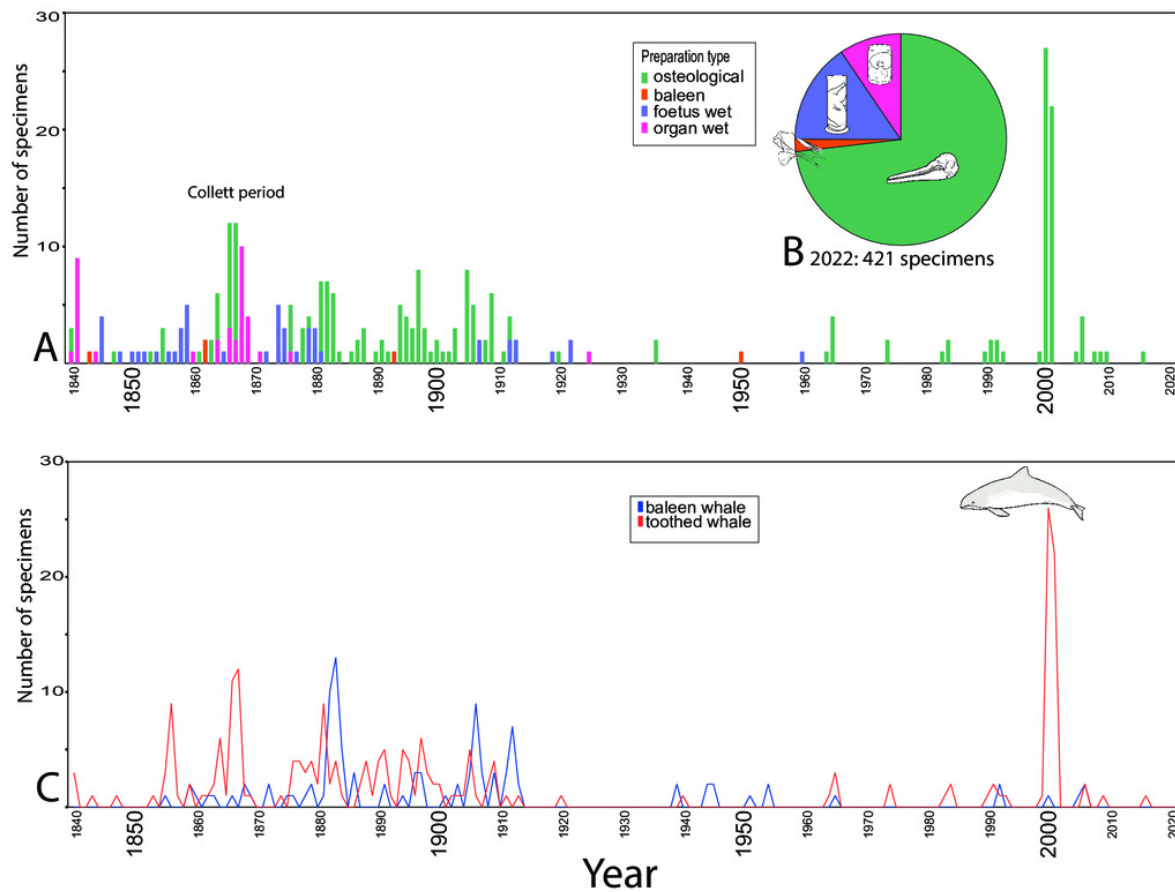 30
20
10
Number of specimens
Collett period
Preparation type
osteological
baleen
foetus wet
organ wet
B 2022: 421 specimens
A
1840 1850 1860 1870 1880 1890 1900 1910 1920 1930 1940 1950 1960 1970 1980 1990 2000 2010 2020
30
20
10
Number of specimens
baleen whale
toothed whale
C
1840 1850 1860 1870 1880 1890 1900 1910 1920 1930 1940 1950 1960 1970 1980 1990 2000 2010 2020
Year